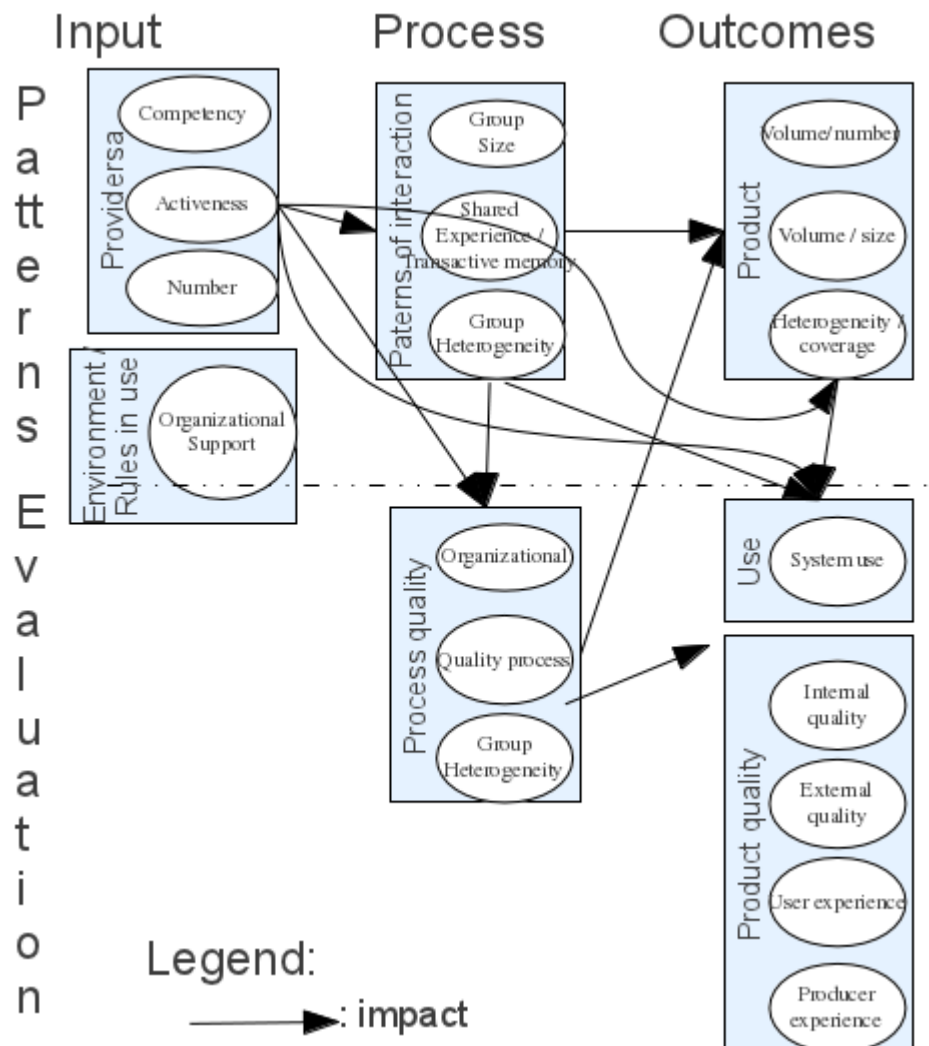 Input
Process
Outcomes
Patterns
Evaluation
Providersa
Competency
Activeness
Number
Environment /
Rules in use
Organizational
Support
Paterns of interaction
Group
Size
Shared
Experience /
Transactive memory
Group
Heterogeneity
Product
Volume/number
Volume / size
Heterogeneity /
coverage
Process quality
Organizational
Quality process
Group
Heterogeneity
Use
System use
Product quality
Internal
quality
External
quality
User experience
Producer
experience
Legend:
: impact